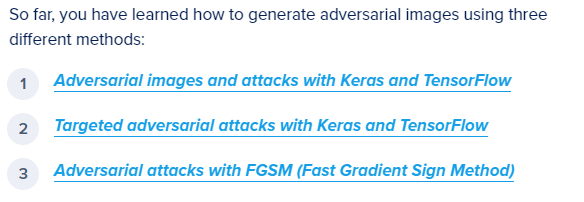 So far, you have learned how to generate adversarial images using three
different methods:
1 Adversarial images and attacks with Keras and TensorFlow
2 Targeted adversarial attacks with Keras and TensorFlow
3 Adversarial attacks with FGSM (Fast Gradient Sign Method)